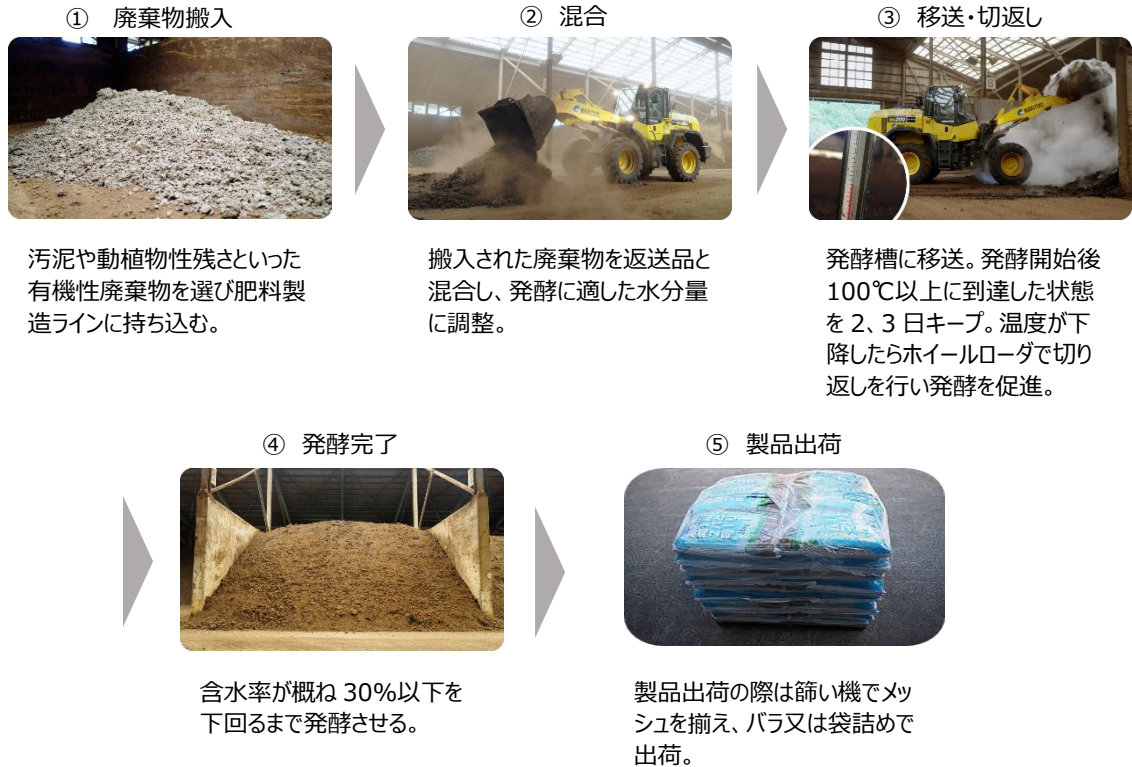 ① 廃棄物搬入
② 混合
③ 移送・切返し
汚泥や動植物性残さといった
有機性廃棄物を選び肥料製
造ラインに持ち込む。
搬入された廃棄物を返送品と
混合し、発酵に適した水分量
に調整。
発酵槽に移送。発酵開始後
100℃以上に到達した状態
を 2、3 日キープ。温度が下
降したらホイールローダで切り
返しを行い発酵を促進。
④ 発酵完了
⑤ 製品出荷
含水率が概ね 30%以下を
下回るまで発酵させる。
製品出荷の際は篩い機でメッ
シュを揃え、バラ又は袋詰めで
出荷。